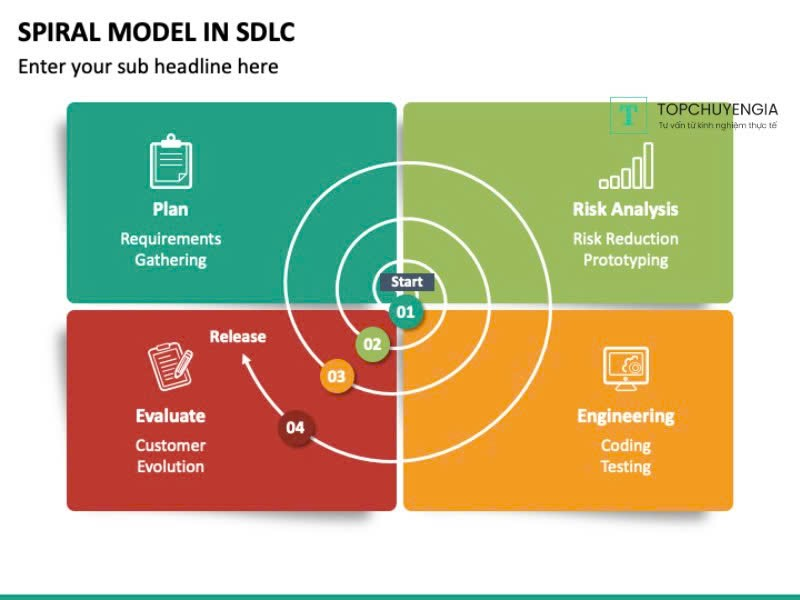 SPIRAL MODEL IN SDLC
Enter your sub headline here
T
TOPCHUYENGIA
Tư vấn từ kinh nghiệm thực tế
Plan
Requirements
Gathering
Risk Analysis
Risk Reduction
Prototyping
Start
01
02
03
04
Release
Evaluate
Customer
Evolution
Engineering
Coding
Testing